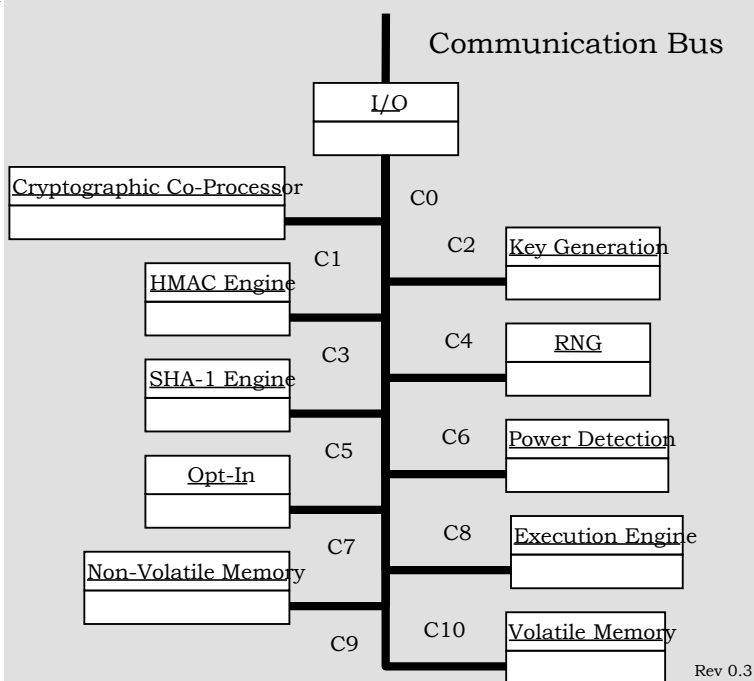 Communication Bus
I/O
Cryptographic Co-Processor
C0
C2
Key Generation
C1
HMAC Engine
C4
RNG
C3
SHA-1 Engine
C6
Power Detection
C5
Opt-In
C8
Execution Engine
C7
Non-Volatile Memory
C10
Volatile Memory
C9
Rev 0.3